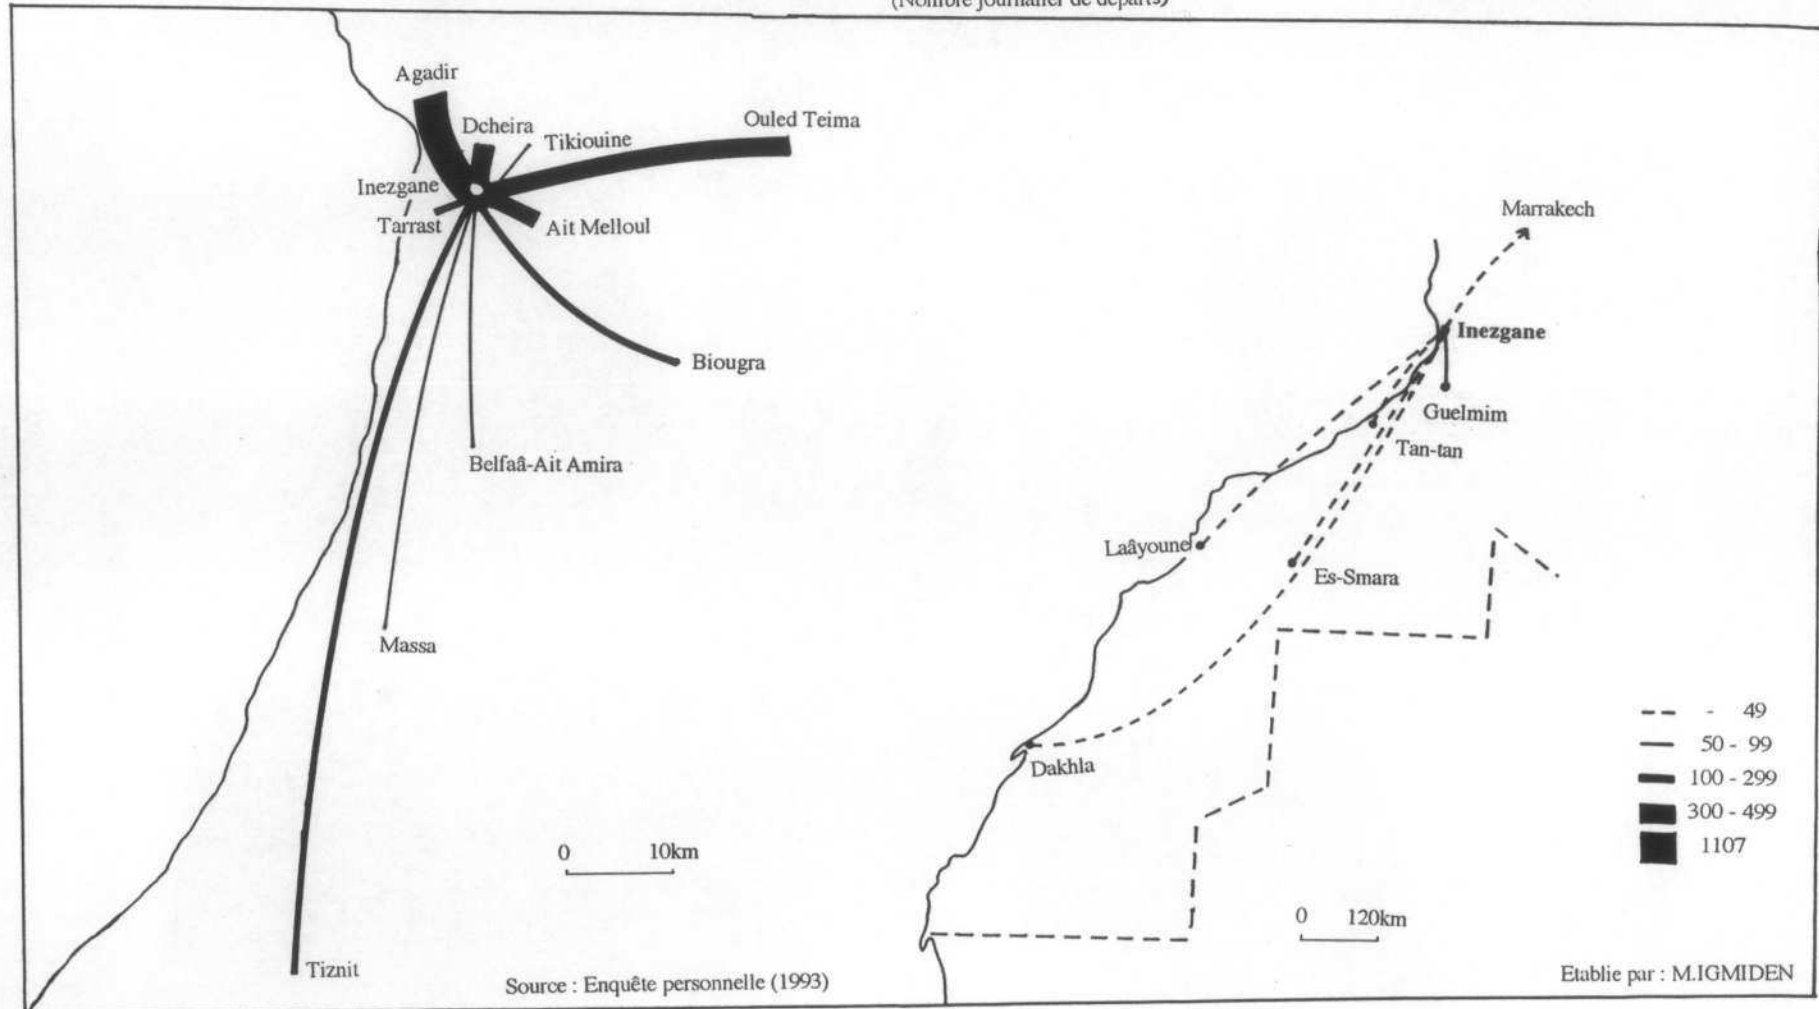 (Nombre journalier de départs)
Agadir
Dcheira
Tikiouine
Ouled Teima
Inezgane
Tarrast
Ait Melloul
Biougra
Belfaâ-Ait Amira
Massa
Tiznit
0 10km
Source : Enquête personnelle (1993)
Marrakech
Inezgane
Guelmim
Tan-tan
Laâyoune
Es-Smara
Dakhla
- 49
50 - 99
100 - 299
300 - 499
1107
0 120km
Etablie par : M.IGMIDEN